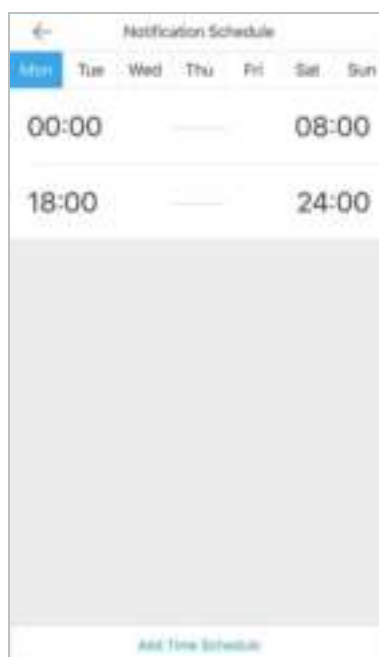 Notification Schedule
Mon Tue Wed Thu Fri Sat Sun
00:00 08:00
18:00 24:00
Add Time Schedule